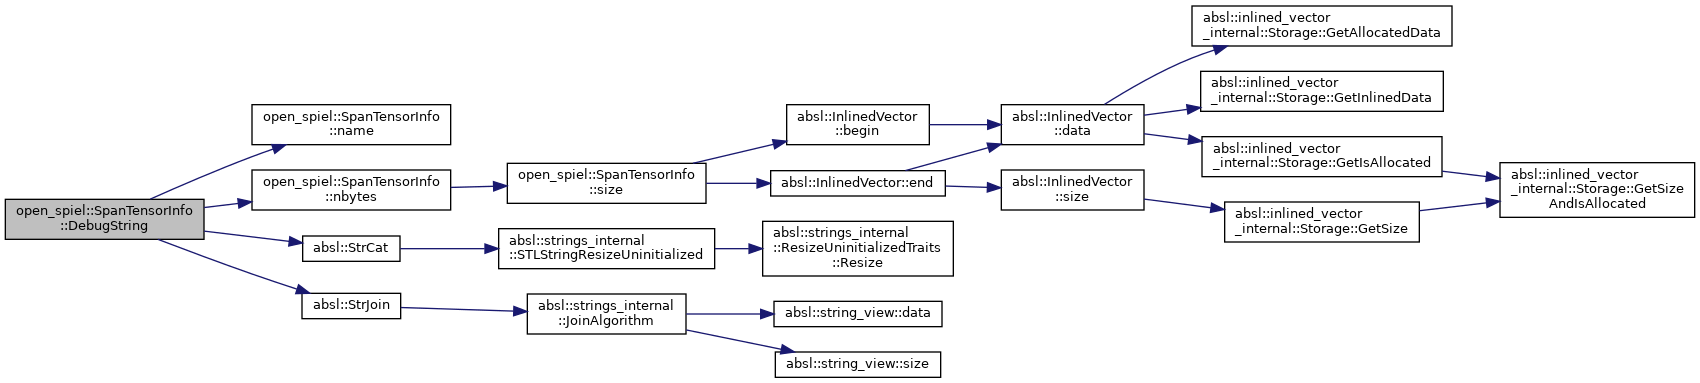 open_spiel::SpanTensorInfo
::DebugString
open_spiel::SpanTensorInfo
::name
open_spiel::SpanTensorInfo
::nbytes
absl::StrCat
absl::StrJoin
open_spiel::SpanTensorInfo
::size
absl::strings_internal
::STLStringResizeUninitialized
absl::strings_internal
::JoinAlgorithm
absl::InlinedVector
::begin
absl::InlinedVector::end
absl::strings_internal
::ResizeUninitializedTraits
::Resize
absl::string_view::data
absl::string_view::size
absl::InlinedVector
::data
absl::InlinedVector
::size
absl::inlined_vector
_internal::Storage::GetAllocatedData
absl::inlined_vector
_internal::Storage::GetInlinedData
absl::inlined_vector
_internal::Storage::GetIsAllocated
absl::inlined_vector
_internal::Storage::GetSize
absl::inlined_vector
_internal::Storage::GetSize
AndIsAllocated